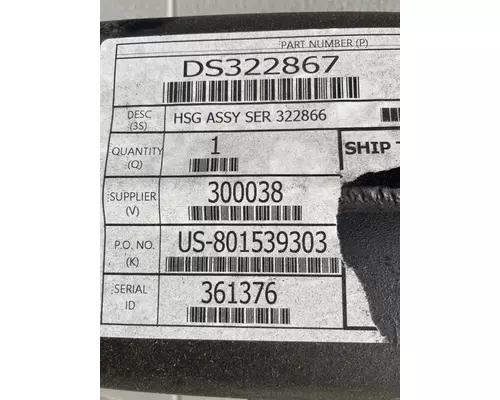 PART NUMBER (P)
DS322867
DESC (3S) HSG ASSY SER 322866
QUANTITY (Q) 1 SHIP
SUPPLIER (V) 300038
P.O. NO. (K) US-801539303
SERIAL ID 361376